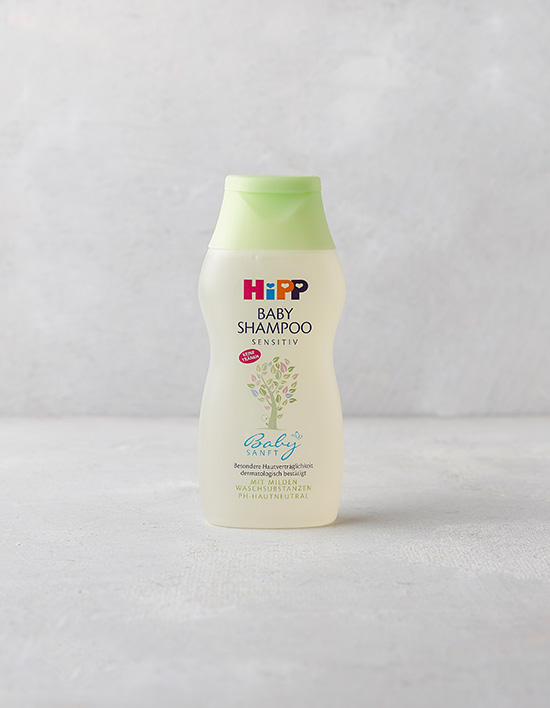 HiPP
BABY
SHAMPOO
SENSITIV
KEINE
TRÄNEN
Baby
SANFT
Besondere Hautverträglichkeit
dermatologisch bestätigt
MIT MILDEN
WASCHSUBSTANZEN
PH-HAUTNEUTRAL